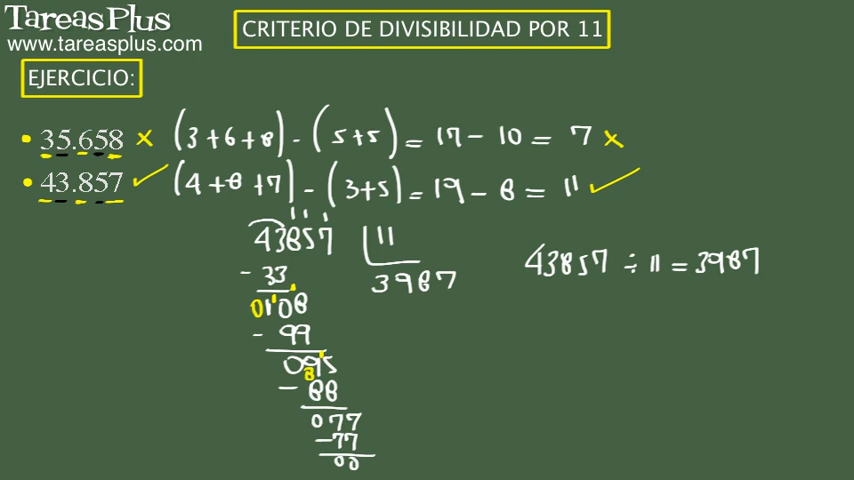 TareasPlus
www.tareasplus.com
CRITERIO DE DIVISIBILIDAD POR 11
EJERCICIO:
• 35.658 × (3+6+8) - (5+5) = 17 - 10 = 7 ×
• 43.857 ✓ (4+8+7) - (3+5) = 19 - 8 = 11 ✓
43857 11
43857 ÷ 11 = 3987
- 33
3987
0108
- 99
095
8
- 88
077
-77
00